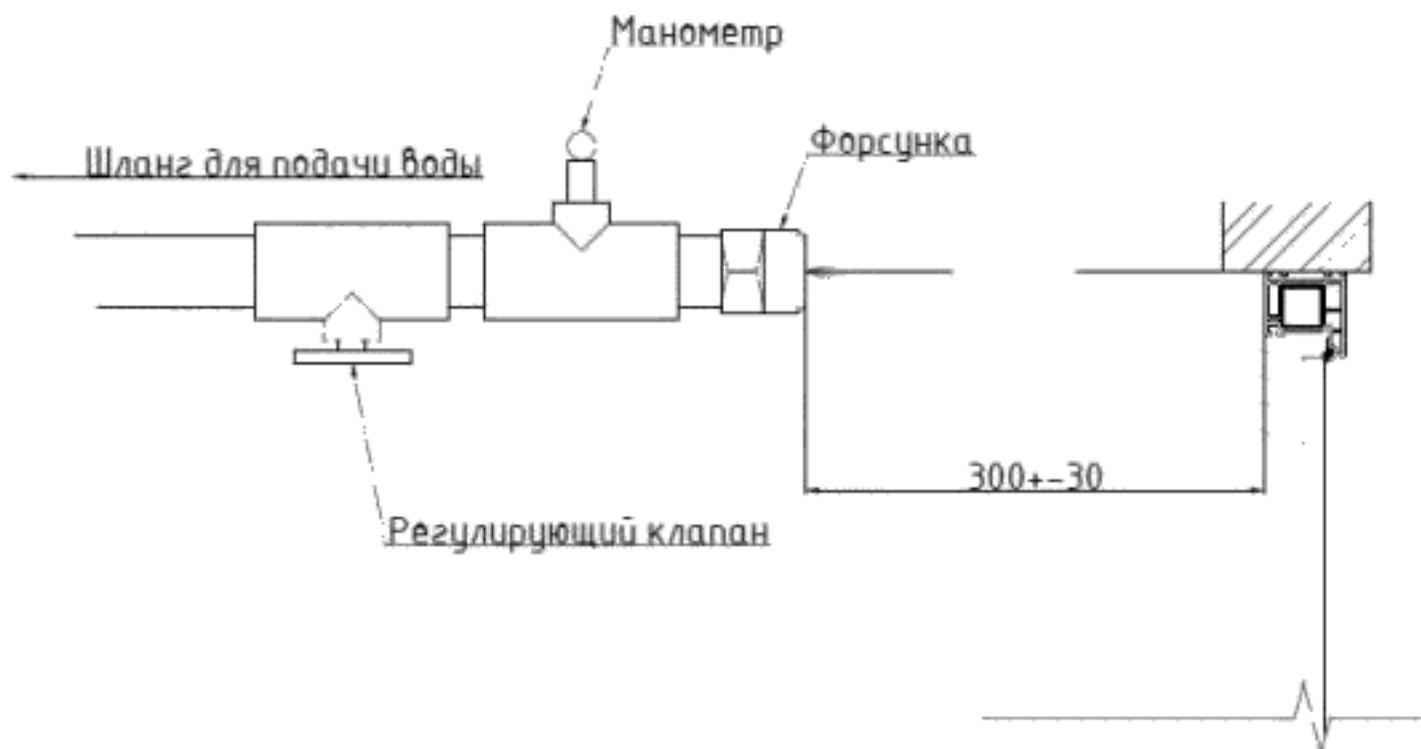 Манометр
Форсунка
Шланг для подачи воды
300+-30
Регулирующий клапан